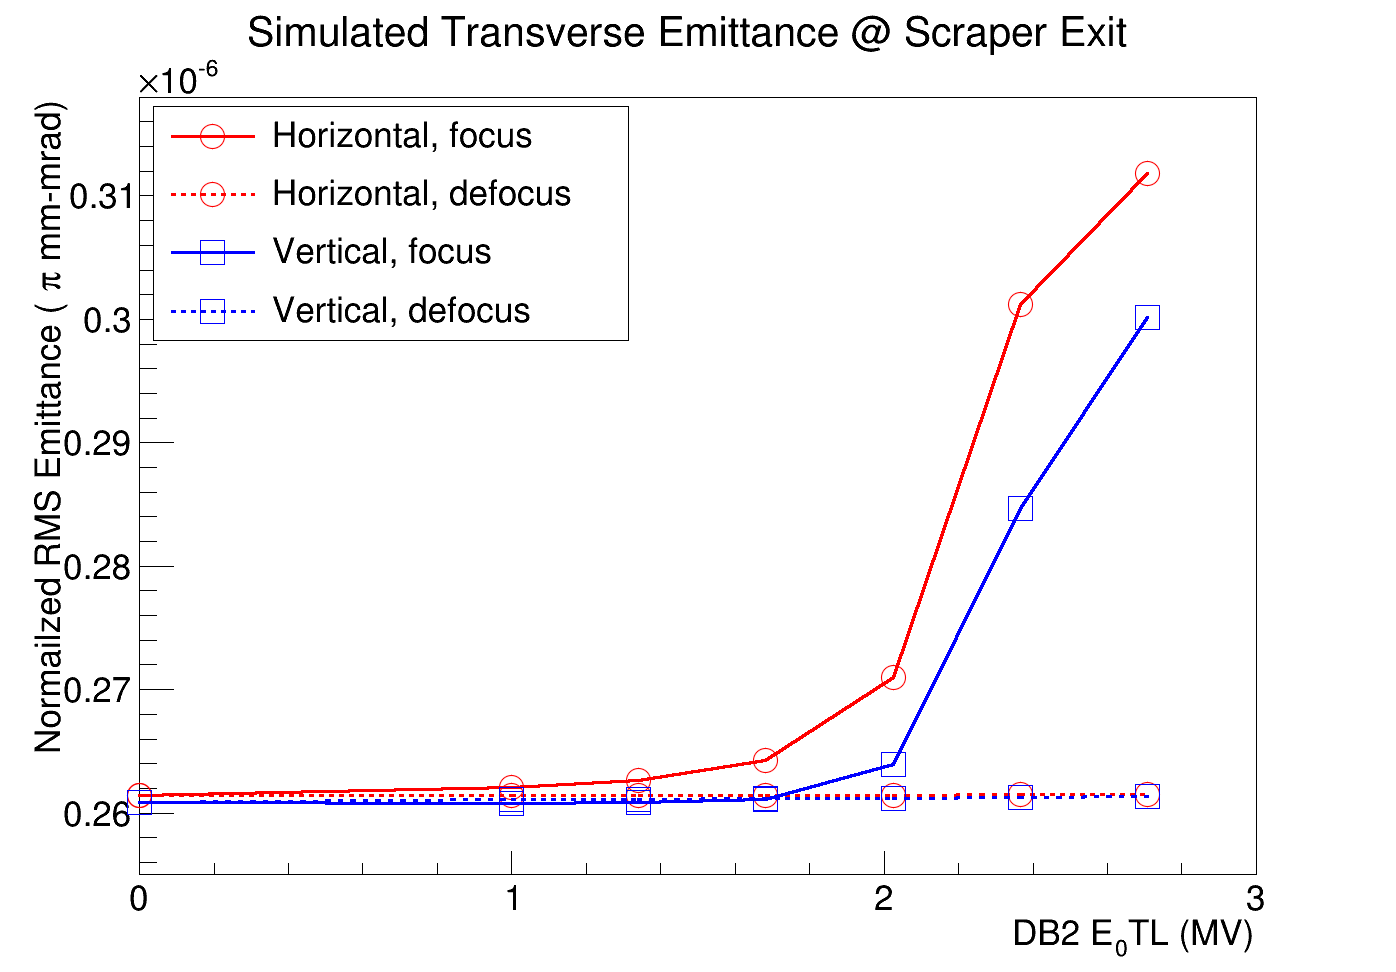 Simulated Transverse Emittance @ Scraper Exit
×10⁻⁶
Normailzed RMS Emittance ( π mm-mrad)
Horizontal, focus
Horizontal, defocus
Vertical, focus
Vertical, defocus
0.31
0.3
0.29
0.28
0.27
0.26
0 1 2 3
DB2 E₀TL (MV)